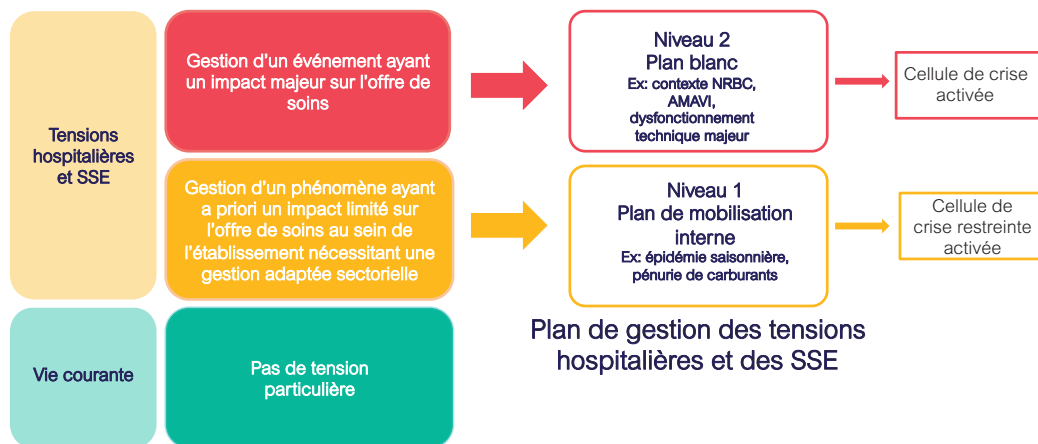 Tensions
hospitalières
et SSE
Gestion d'un événement ayant
un impact majeur sur l'offre de
soins
Niveau 2
Plan blanc
Ex: contexte NRBC,
AMAVI,
dysfonctionnement
technique majeur
Cellule de crise
activée
Gestion d'un phénomène ayant
a priori un impact limité sur
l'offre de soins au sein de
l'établissement nécessitant une
gestion adaptée sectorielle
Niveau 1
Plan de mobilisation
interne
Ex: épidémie saisonnière,
pénurie de carburants
Cellule de
crise restreinte
activée
Vie courante
Pas de tension
particulière
Plan de gestion des tensions
hospitalières et des SSE